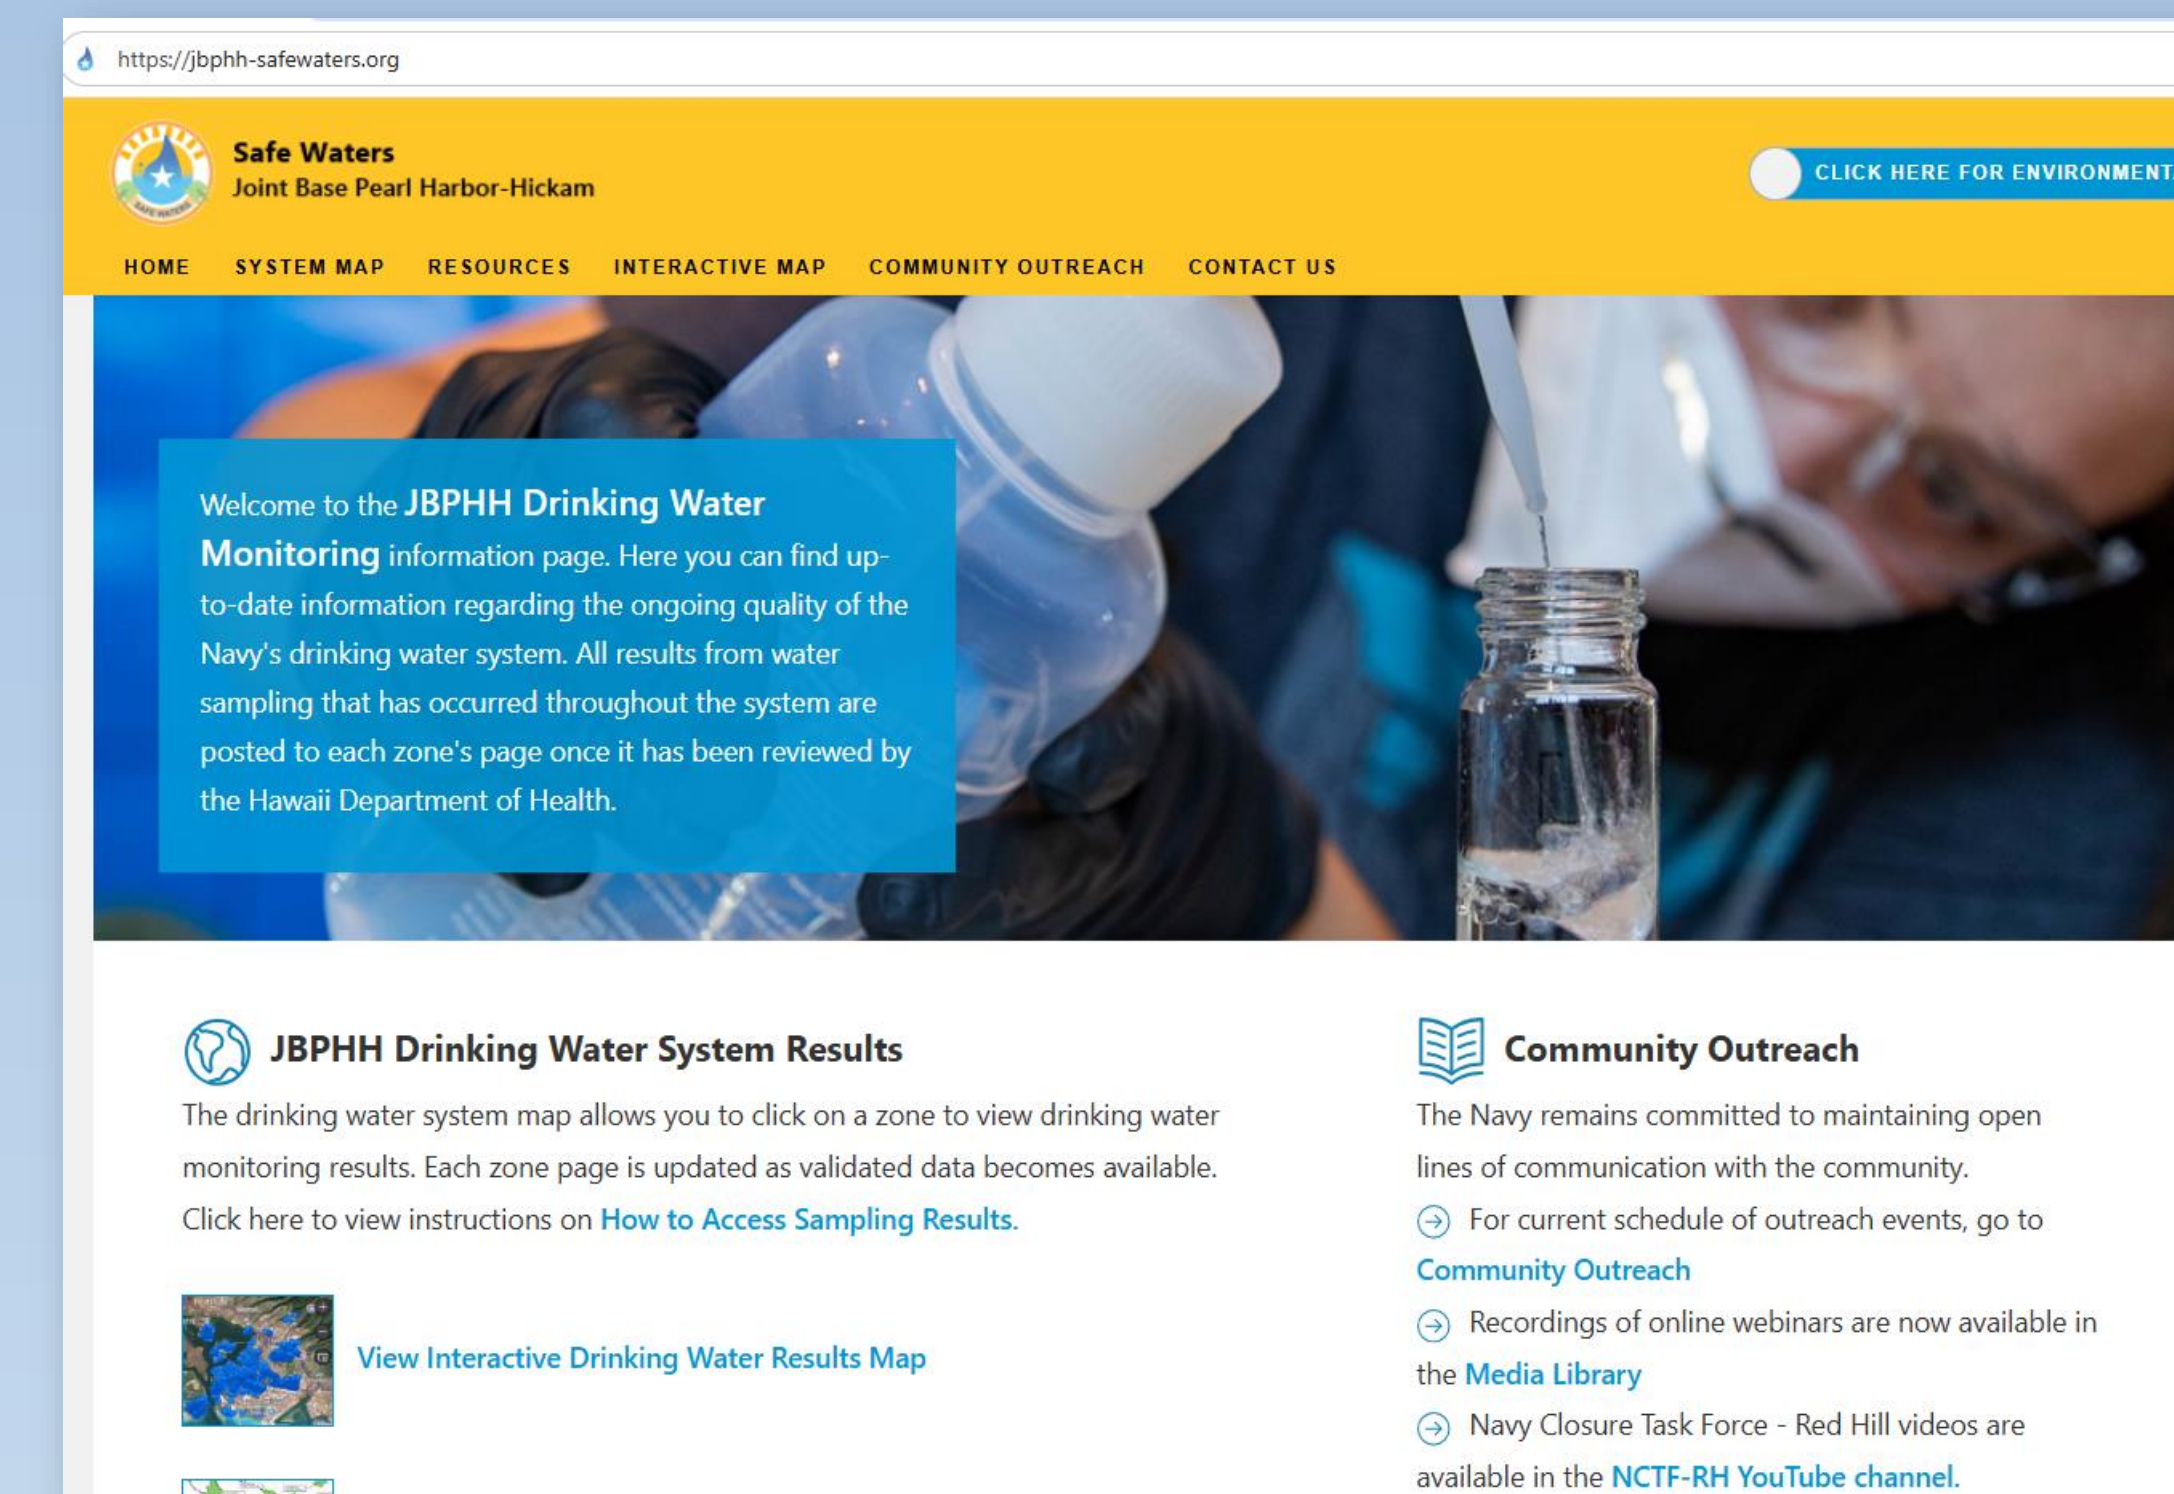 https://jbphh-safewaters.org
Safe Waters
Joint Base Pearl Harbor-Hickam
SAFE WATERS
CLICK HERE FOR
HOME SYSTEM MAP RESOURCES INTERACTIVE MAP COMMUNITY OUTREACH CONTACT US
Welcome to the JBPHH Drinking Water
Monitoring information page. Here you can find up-
to-date information regarding the ongoing quality of the
Navy's drinking water system. All results from water
sampling that has occurred throughout the system are
posted to each zone's page once it has been reviewed by
the Hawaii Department of Health.
JBPHH Drinking Water System Results
The drinking water system map allows you to click on a zone to view drinking water
monitoring results. Each zone page is updated as validated data becomes available.
Click here to view instructions on How to Access Sampling Results.
View Interactive Drinking Water Results Map
Community Outreach
The Navy remains committed to maintaining open
lines of communication with the community.
For current schedule of outreach events, go to
Community Outreach
Recordings of online webinars are now available in
the Media Library
Navy Closure Task Force - Red Hill videos are
available in the NCTF-RH YouTube channel.